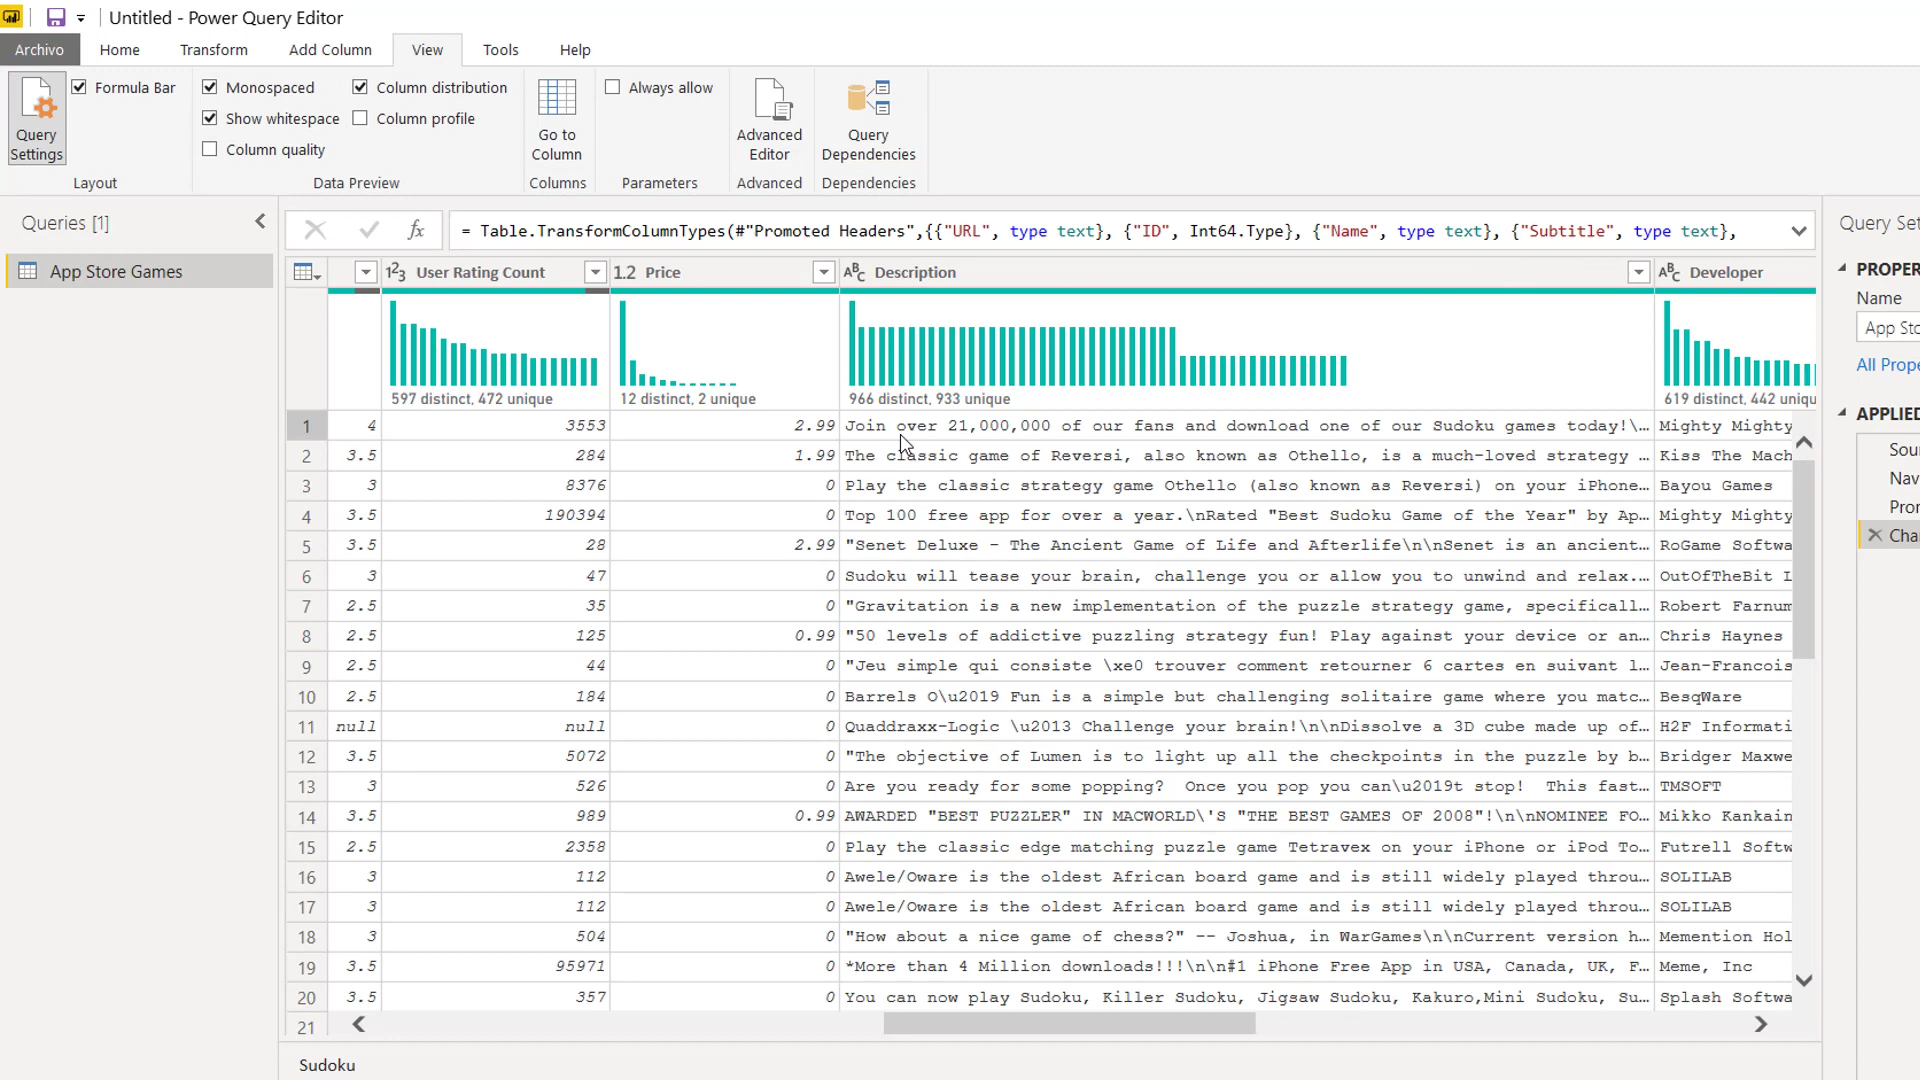 Untitled - Power Query Editor
Archivo
Home
Transform
Add Column
View
Tools
Help
Query
Settings
Formula Bar
Layout
Monospaced
Show whitespace
Column quality
Column distribution
Column profile
Data Preview
Go to
Column
Columns
Always allow
Parameters
Advanced
Editor
Advanced
Query
Dependencies
Dependencies
Queries [1]
App Store Games
fx
= Table.TransformColumnTypes(#"Promoted Headers",{{"URL", type text}, {"ID", Int64.Type}, {"Name", type text}, {"Subtitle", type text},
123 User Rating Count
1.2 Price
ABC Description
ABC Developer
597 distinct, 472 unique
12 distinct, 2 unique
966 distinct, 933 unique
619 distinct, 442 uniqu
1 4 3553 2.99 Join over 21,000,000 of our fans and download one of our Sudoku games today!\… Mighty Mighty
2 3.5 284 1.99 The classic game of Reversi, also known as Othello, is a much-loved strategy … Kiss The Mach
3 3 8376 0 Play the classic strategy game Othello (also known as Reversi) on your iPhone… Bayou Games
4 3.5 190394 0 Top 100 free app for over a year.\nRated "Best Sudoku Game of the Year" by Ap… Mighty Mighty
5 3.5 28 2.99 "Senet Deluxe - The Ancient Game of Life and Afterlife\n\nSenet is an ancient… RoGame Softwa
6 3 47 0 Sudoku will tease your brain, challenge you or allow you to unwind and relax.… OutOfTheBit L
7 2.5 35 0 "Gravitation is a new implementation of the puzzle strategy game, specificall… Robert Farnum
8 2.5 125 0.99 "50 levels of addictive puzzling strategy fun! Play against your device or an… Chris Haynes
9 2.5 44 0 "Jeu simple qui consiste \xe0 trouver comment retourner 6 cartes en suivant l… Jean-Francois
10 2.5 184 0 Barrels O\u2019 Fun is a simple but challenging solitaire game where you matc… BesqWare
11 null null 0 Quaddraxx-Logic \u2013 Challenge your brain!\n\nDissolve a 3D cube made up of… H2F Informati
12 3.5 5072 0 "The objective of Lumen is to light up all the checkpoints in the puzzle by b… Bridger Maxwe
13 3 526 0 Are you ready for some popping?  Once you pop you can\u2019t stop!  This fast… TMSOFT
14 3.5 989 0.99 AWARDED "BEST PUZZLER" IN MACWORLD\'S "THE BEST GAMES OF 2008"!\n\nNOMINEE FO… Mikko Kankain
15 2.5 2358 0 Play the classic edge matching puzzle game Tetravex on your iPhone or iPod To… Futrell Softw
16 3 112 0 Awele/Oware is the oldest African board game and is still widely played throu… SOLILAB
17 3 112 0 Awele/Oware is the oldest African board game and is still widely played throu… SOLILAB
18 3 504 0 "How about a nice game of chess?" -- Joshua, in WarGames\n\nCurrent version h… Memention Hol
19 3.5 95971 0 *More than 4 Million downloads!!!\n\n#1 iPhone Free App in USA, Canada, UK, F… Meme, Inc
20 3.5 357 0 You can now play Sudoku, Killer Sudoku, Jigsaw Sudoku, Kakuro,Mini Sudoku, Su… Splash Softwa
21
Sudoku
Query Set
PROPER
Name
App Sto
All Prope
APPLIED
Sour
Nav
Pror
Cha